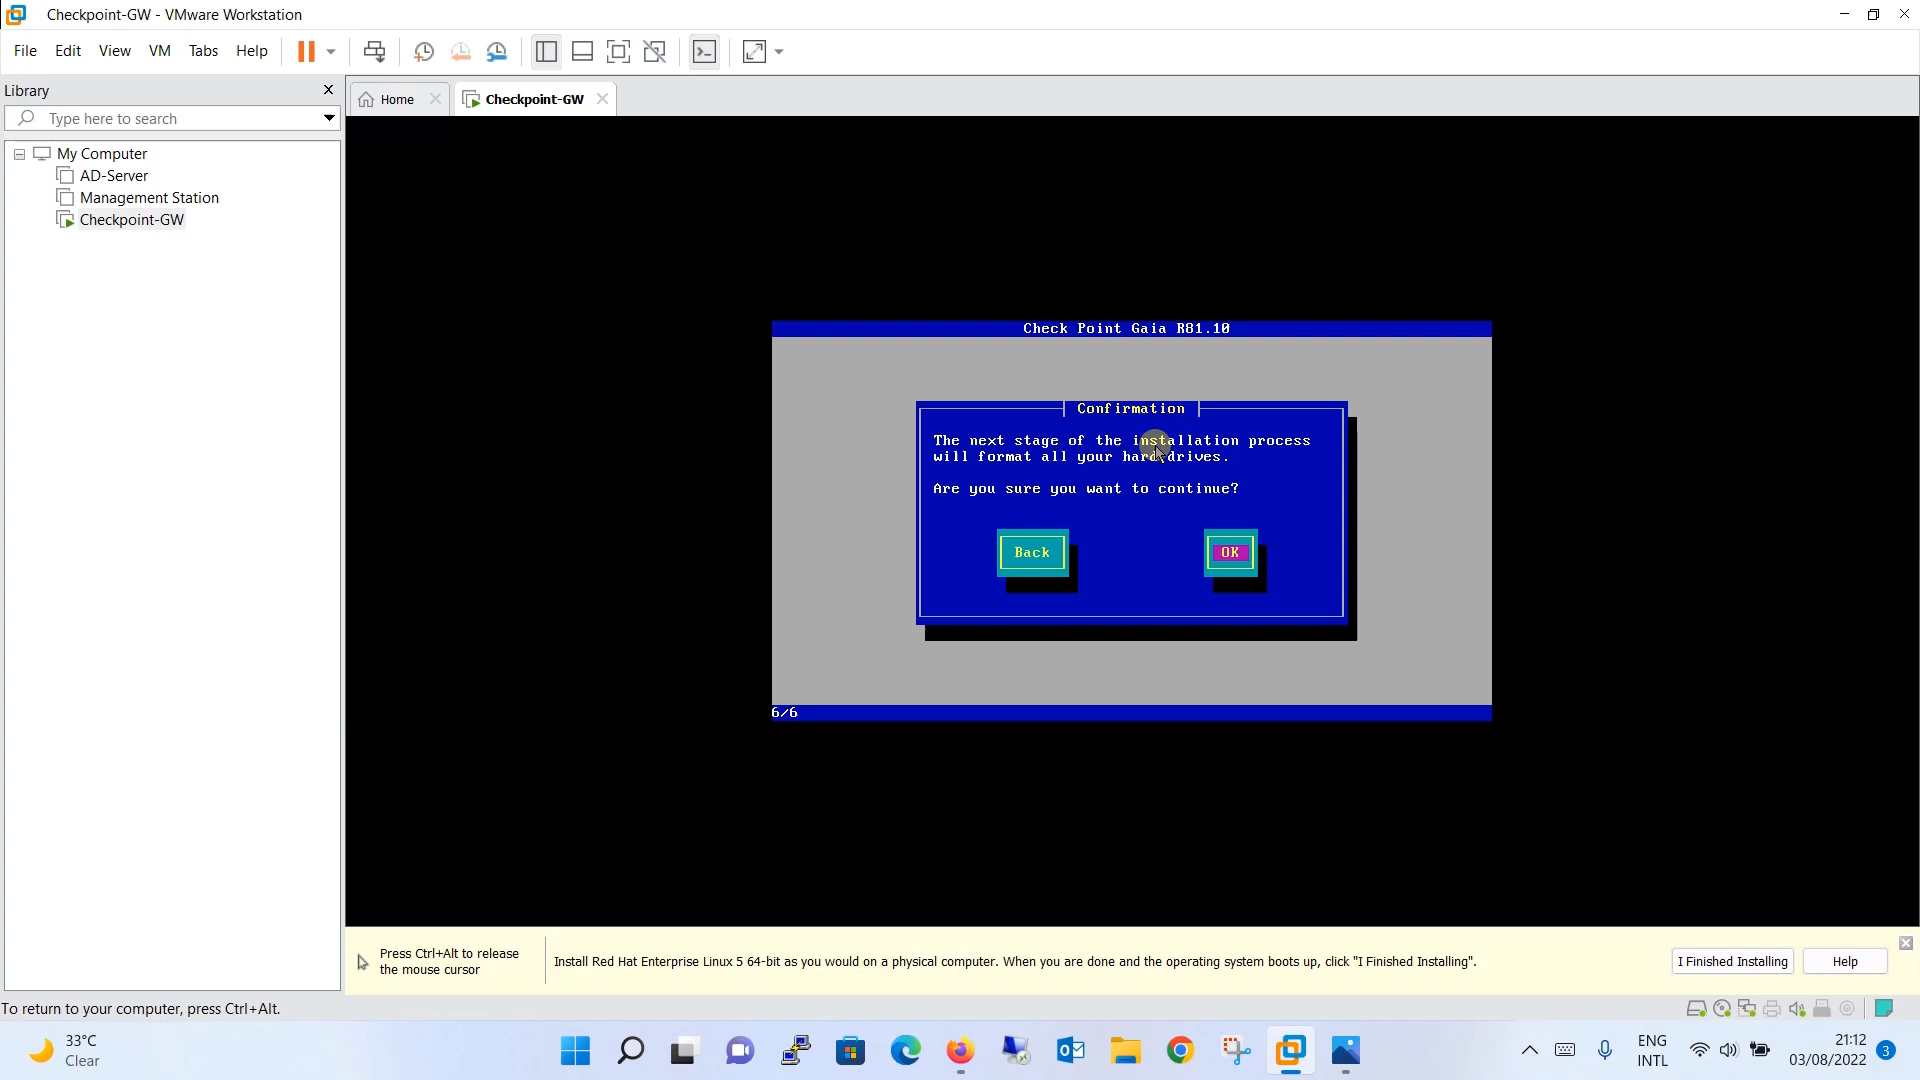 Checkpoint-GW - VMware Workstation
File Edit View VM Tabs Help
Library
Type here to search
My Computer
AD-Server
Management Station
Checkpoint-GW
Home
Checkpoint-GW
Check Point Gaia R81.10
Confirmation
The next stage of the installation process
will format all your hard drives.
Are you sure you want to continue?
Back OK
6/6
Press Ctrl+Alt to release
the mouse cursor
Install Red Hat Enterprise Linux 5 64-bit as you would on a physical computer. When you are done and the operating system boots up, click "I Finished Installing".
I Finished Installing
Help
To return to your computer, press Ctrl+Alt.
33°C
Clear
ENG
INTL
21:12
03/08/2022
3